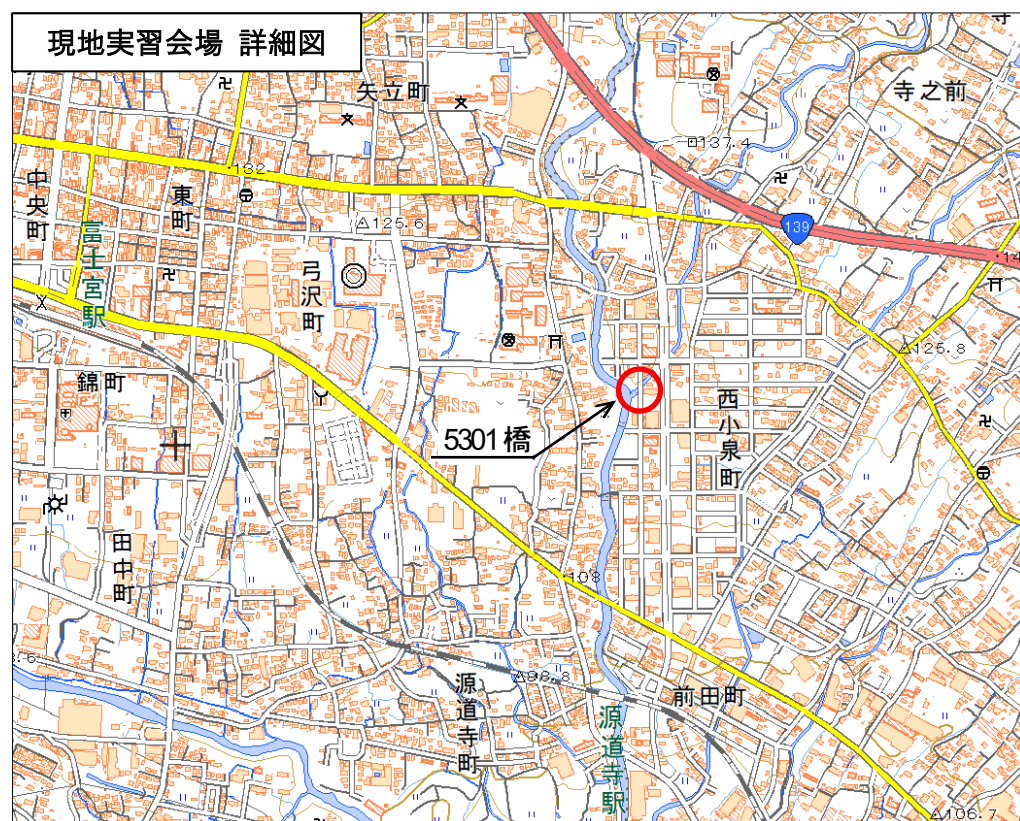 現地実習会場 詳細図
矢立町
寺之前
137.4
132
中央町
東町
富士宮駅
125.6
139
弓沢町
125.8
錦町
西小泉町
5301橋
田中町
108
98.8
源道寺町
前田町
源道寺駅
106.7